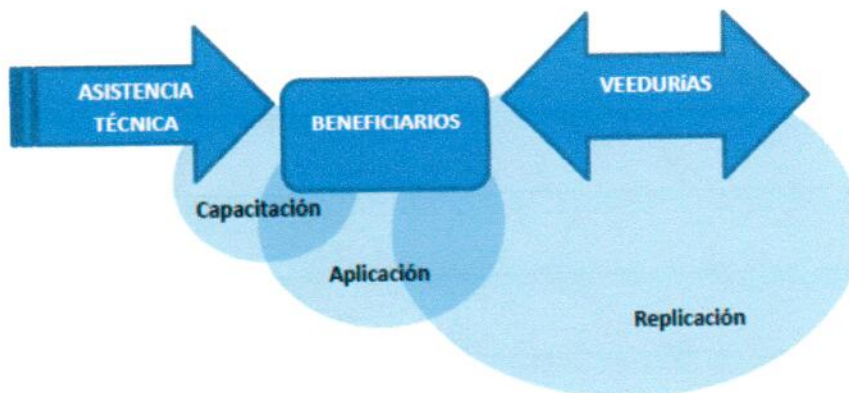 ASISTENCIA
TÉCNICA
BENEFICIARIOS
VEEDURíAS
Capacitación
Aplicación
Replicación